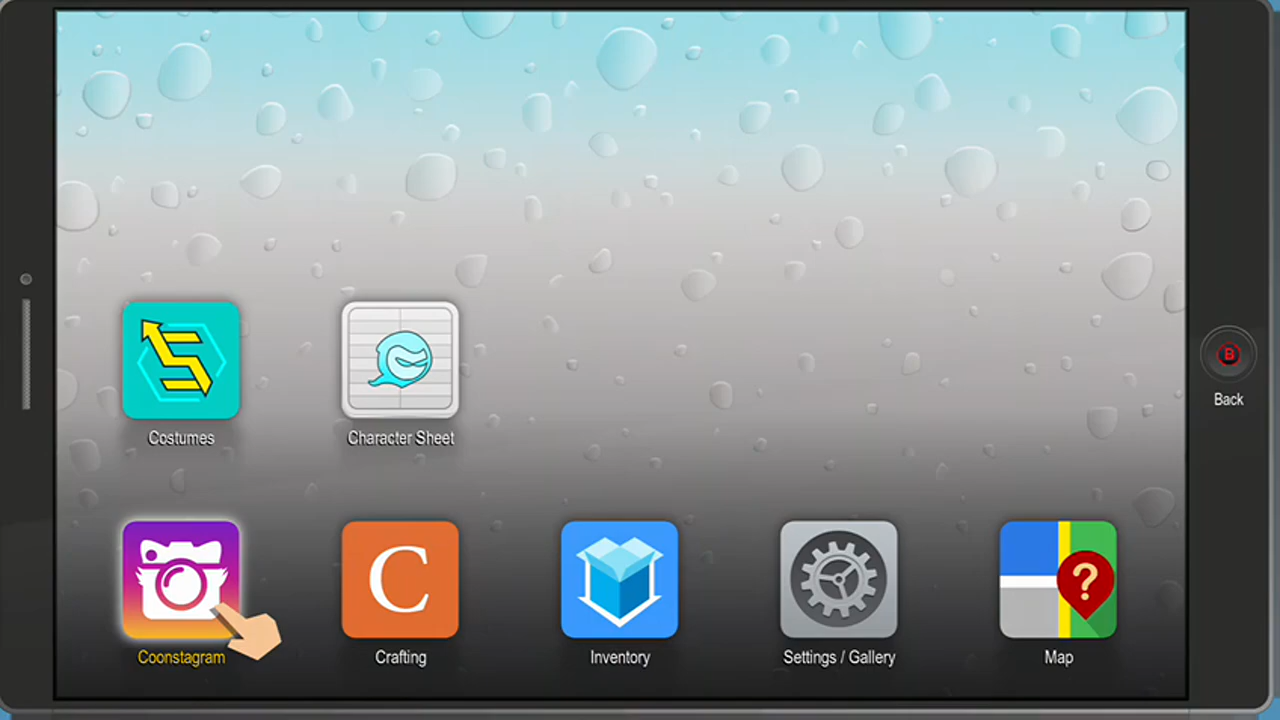 Costumes
Character Sheet
B
Back
C
?
Coonstagram
Crafting
Inventory
Settings / Gallery
Map